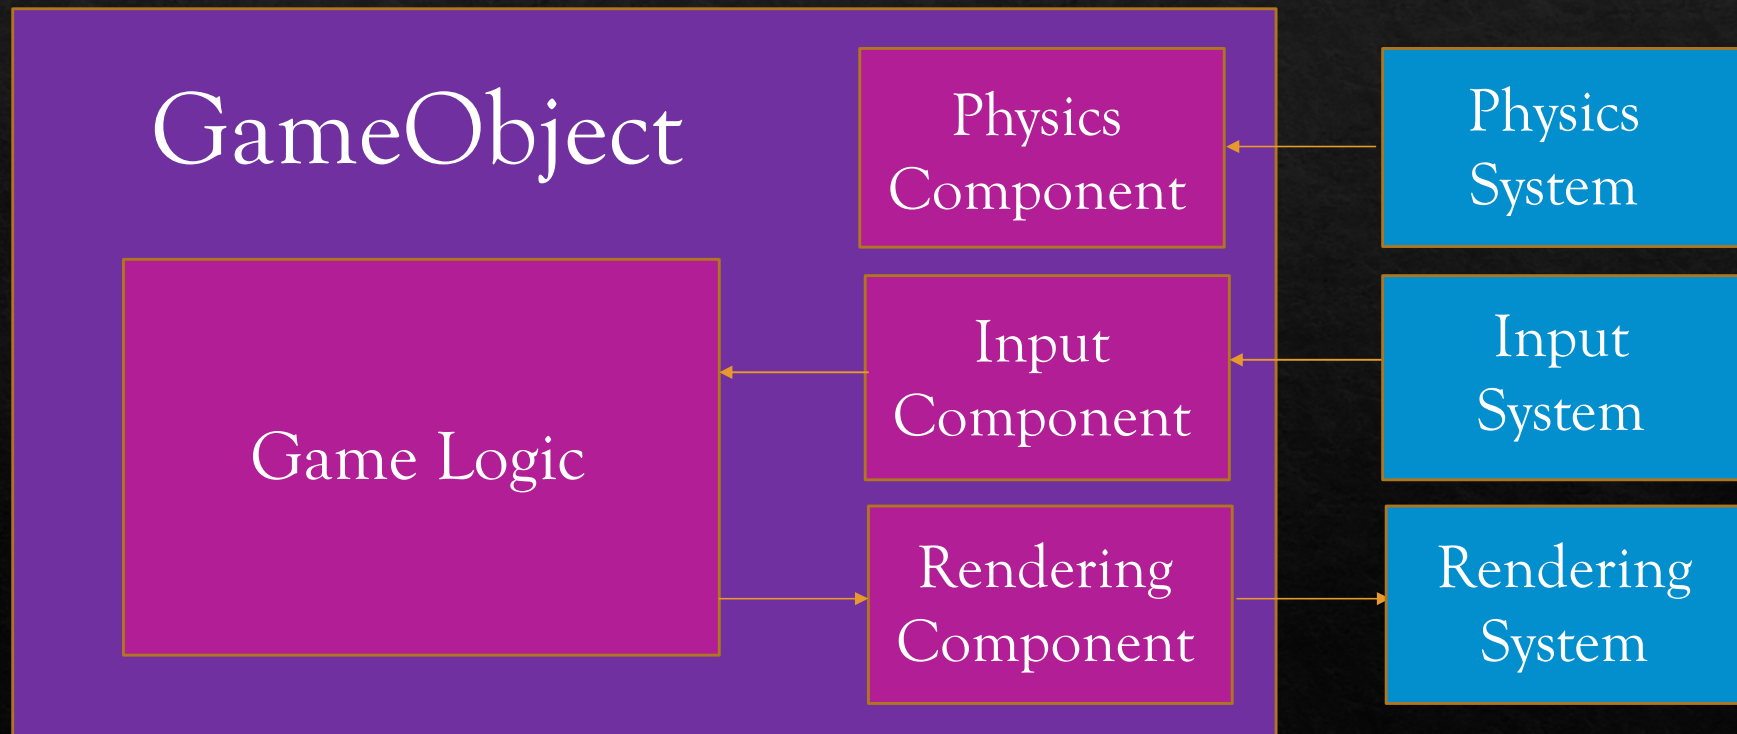 GameObject
Physics
Component
Physics
System
Input
Component
Input
System
Game Logic
Rendering
Component
Rendering
System